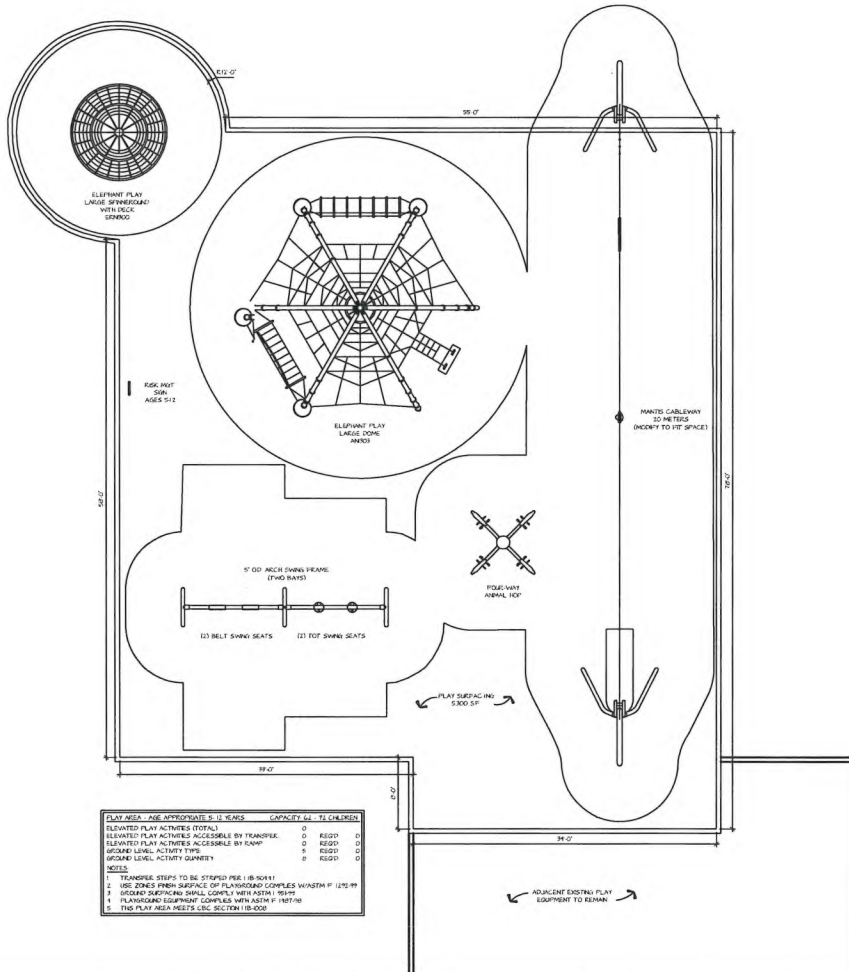 R12'-0"
55'-0"
ELEPHANT PLAY
LARGE SPINNEROUND
WITH DECK
RISK MGT
SIGN
AGES 5-12
ELEPHANT PLAY
LARGE DOME
AN303
MANTIS CABLEWAY
20 METERS
(MODIFY TO FIT SPACE)
58'-0"
78'-0"
5" OD ARCH SWING FRAME
(TWO BAYS)
FOUR-WAY
ANIMAL HOP
(2) BELT SWING SEATS
(2) TOT SWING SEATS
PLAY SURFACING
5300 SF
34'-0"
PLAY AREA - AGE APPROPRIATE 5-12 YEARS CAPACITY: 62 - 72 CHILDREN
ELEVATED PLAY ACTIVITIES (TOTAL) 0
ELEVATED PLAY ACTIVITIES ACCESSIBLE BY TRANSFER 0 REQ'D 0
ELEVATED PLAY ACTIVITIES ACCESSIBLE BY RAMP 0 REQ'D 0
GROUND LEVEL ACTIVITY TYPE REQ'D 0
GROUND LEVEL ACTIVITY QUANTITY REQ'D 0
NOTES
1 TRANSFER STEPS TO BE STRIPED PER
2 USE ZONES FINISH SURFACE OF PLAYGROUND COMPLIES W/ASTM F 1292-99
3 GROUND SURFACING SHALL COMPLY WITH ASTM
4 PLAYGROUND EQUIPMENT COMPLIES WITH ASTM F 1487-98
5 THIS PLAY AREA MEETS CBC SECTION
ADJACENT EXISTING PLAY
EQUIPMENT TO REMAIN